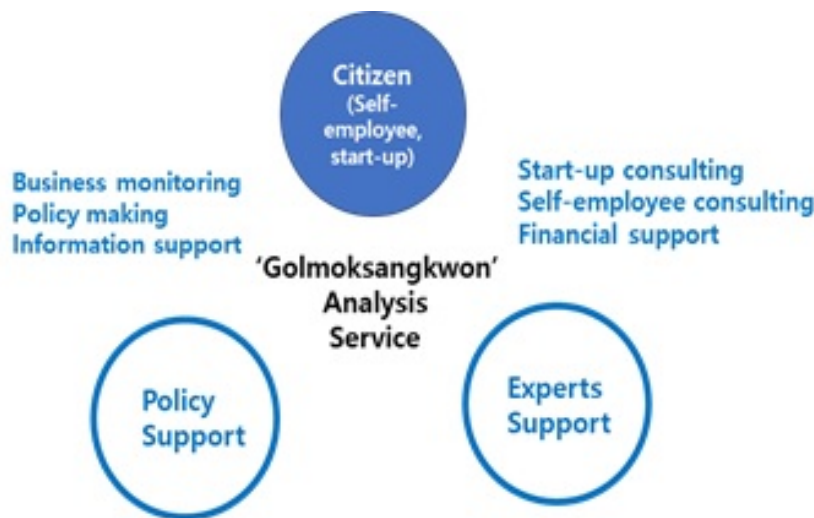 Citizen
(Self-
employee,
start-up)
Business monitoring
Policy making
Information support
Start-up consulting
Self-employee consulting
Financial support
‘Golmoksangkwon’
Analysis
Service
Policy
Support
Experts
Support